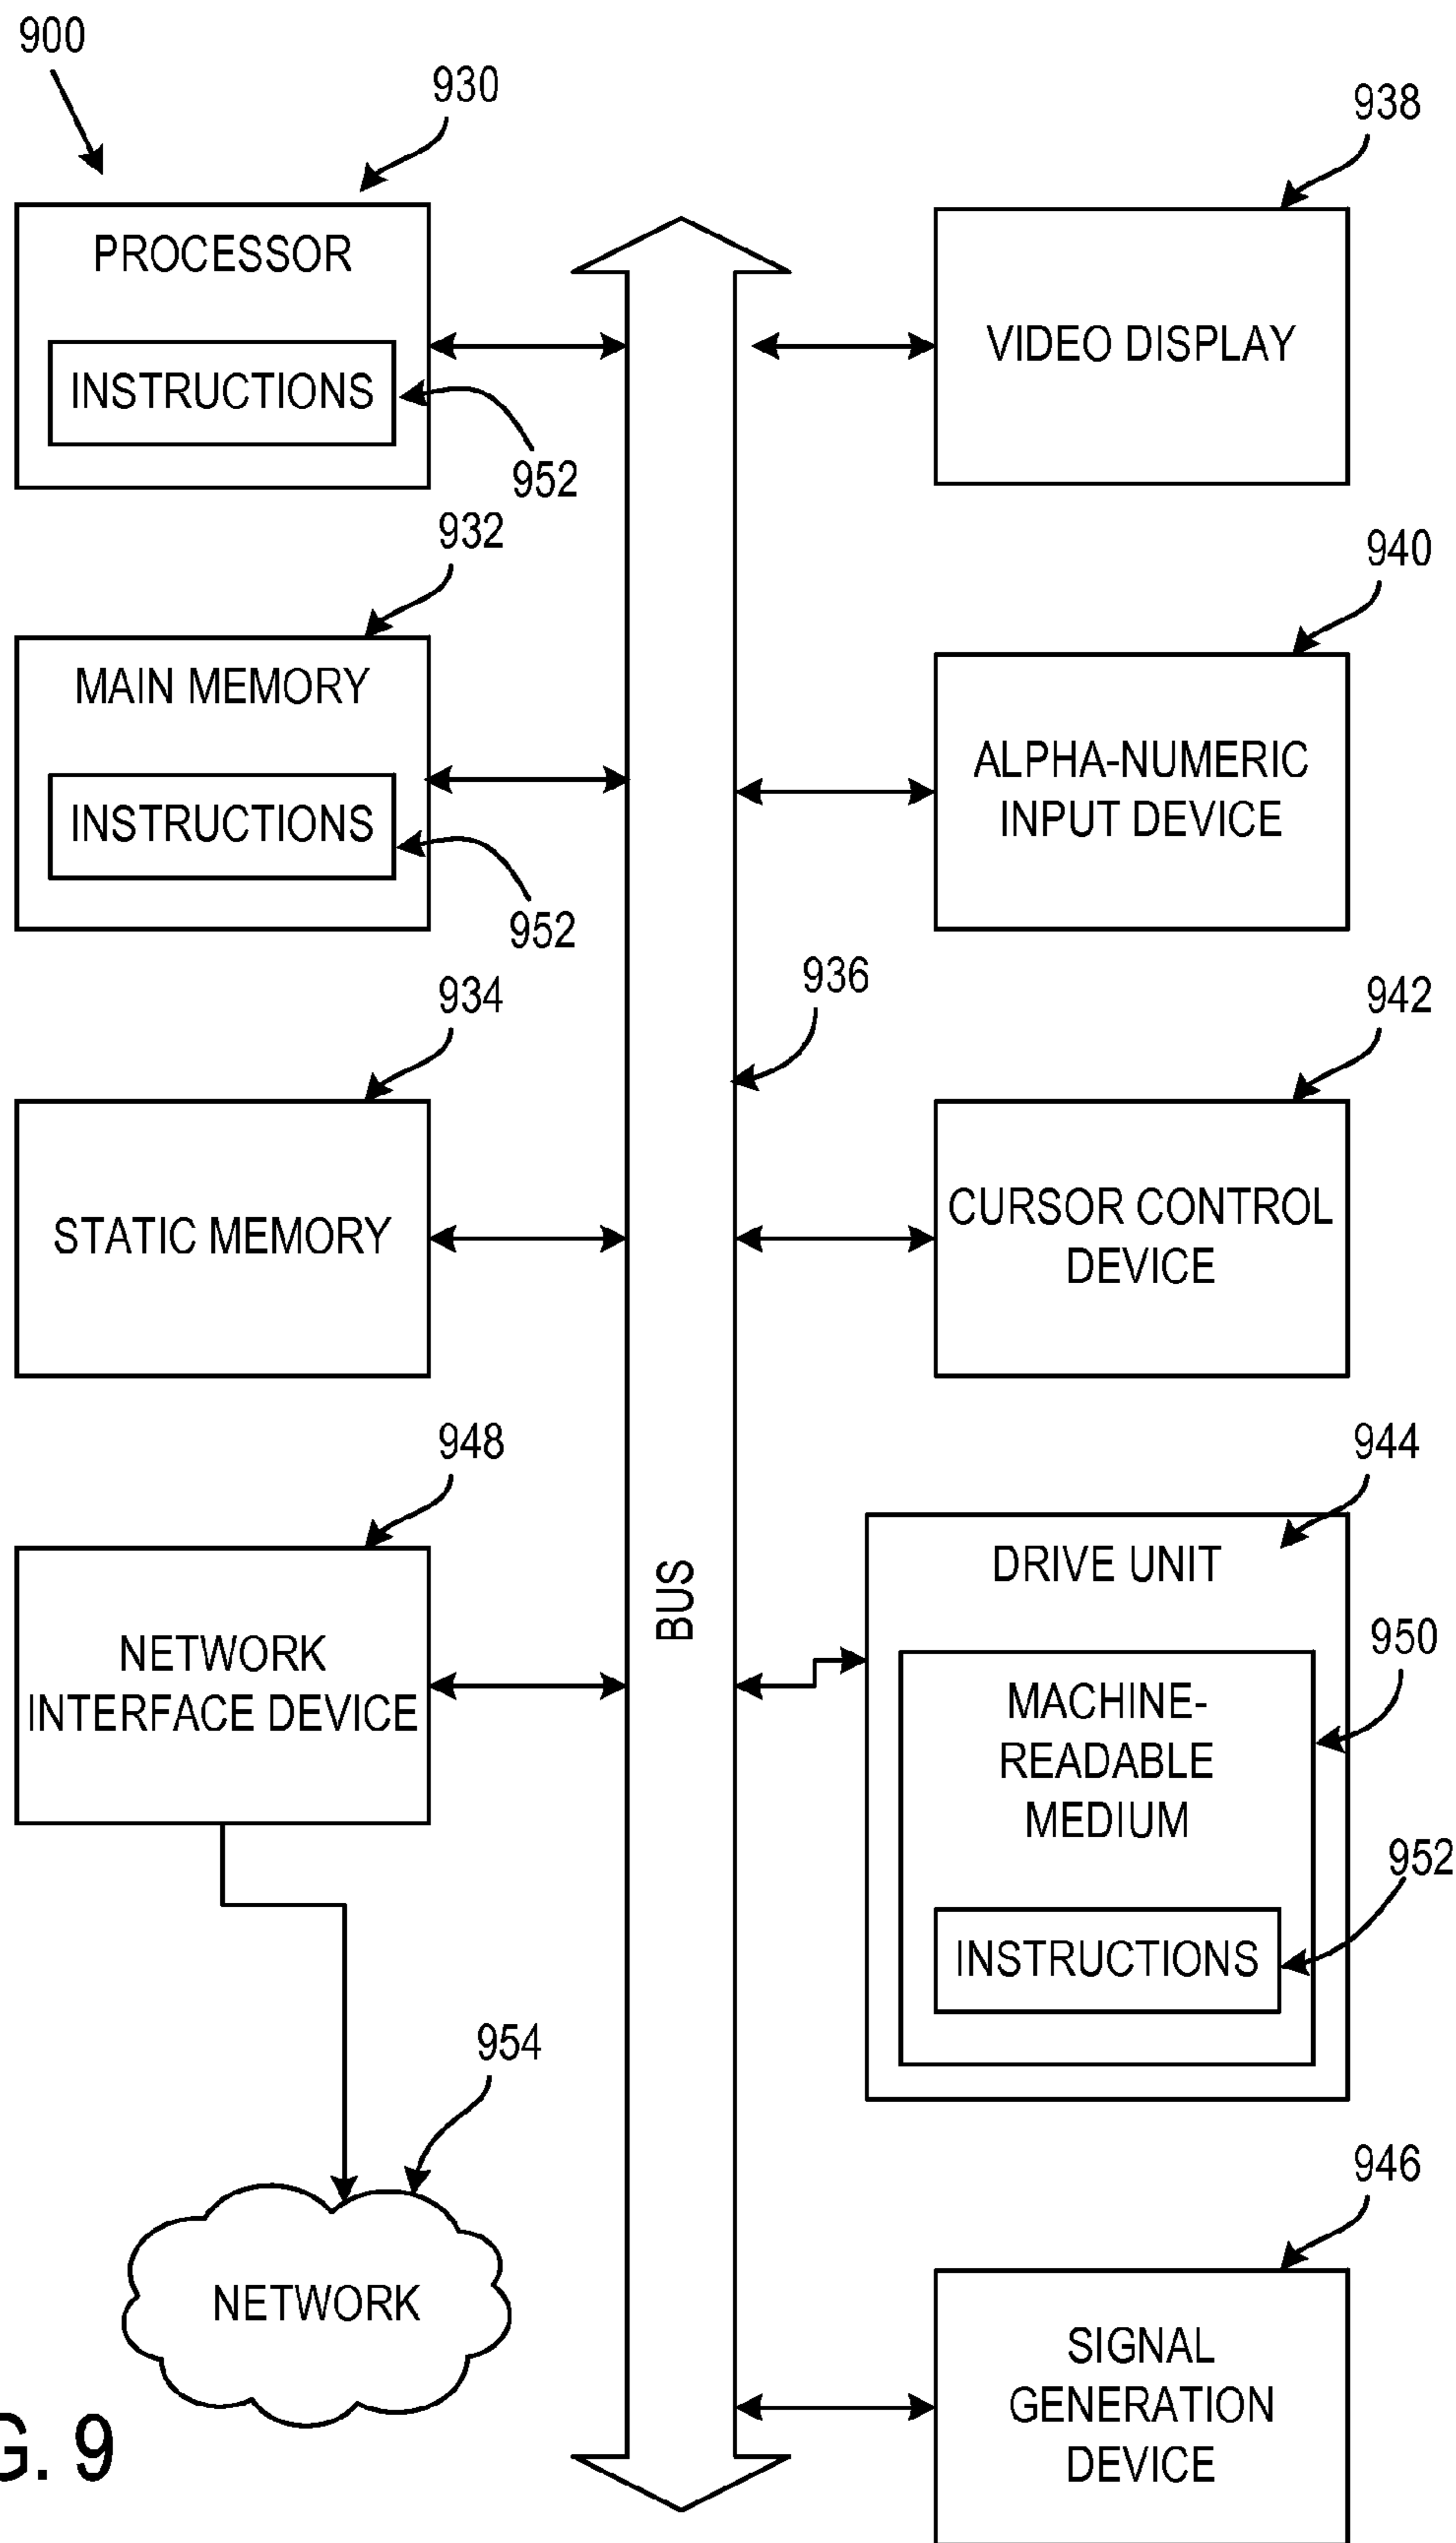 900
930
PROCESSOR
INSTRUCTIONS
952
932
MAIN MEMORY
INSTRUCTIONS
952
934
STATIC MEMORY
948
NETWORK
INTERFACE DEVICE
954
NETWORK
BUS
936
938
VIDEO DISPLAY
940
ALPHA-NUMERIC
INPUT DEVICE
942
CURSOR CONTROL
DEVICE
944
DRIVE UNIT
950
MACHINE-
READABLE
MEDIUM
952
INSTRUCTIONS
946
SIGNAL
GENERATION
DEVICE
G. 9